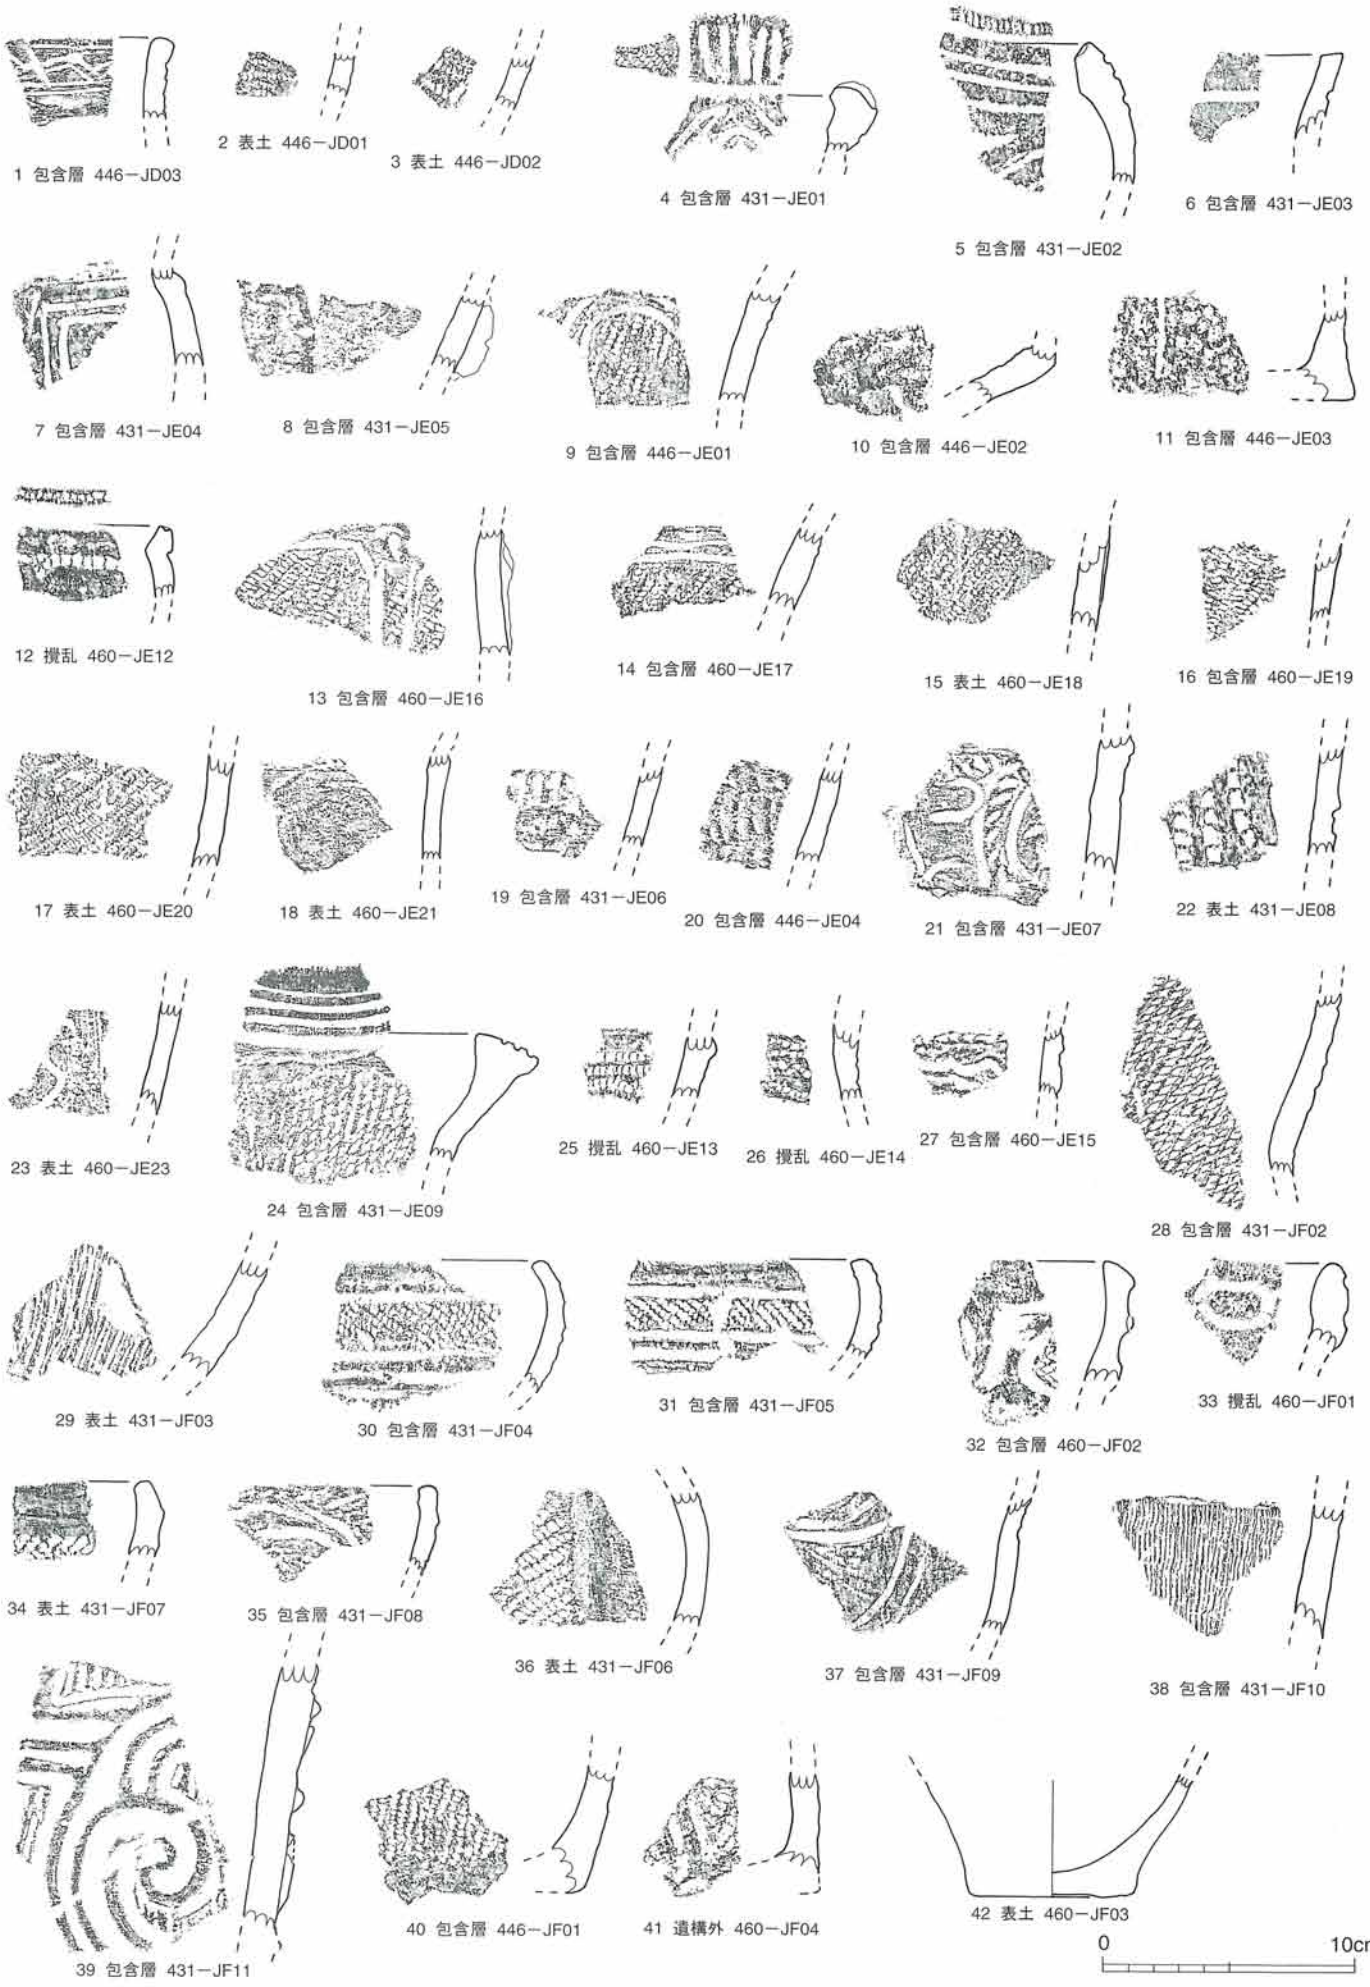 1 包含層 446－JD03
2 表土 446－JD01
3 表土 446－JD02
4 包含層 431－JE01
5 包含層 431－JE02
6 包含層 431－JE03
7 包含層 431－JE04
8 包含層 431－JE05
9 包含層 446－JE01
10 包含層 446－JE02
11 包含層 446－JE03
12 攪乱 460－JE12
13 包含層 460－JE16
14 包含層 460－JE17
15 表土 460－JE18
16 包含層 460－JE19
17 表土 460－JE20
18 表土 460－JE21
19 包含層 431－JE06
20 包含層 446－JE04
21 包含層 431－JE07
22 表土 431－JE08
23 表土 460－JE23
24 包含層 431－JE09
25 攪乱 460－JE13
26 攪乱 460－JE14
27 包含層 460－JE15
28 包含層 431－JF02
29 表土 431－JF03
30 包含層 431－JF04
31 包含層 431－JF05
32 包含層 460－JF02
33 攪乱 460－JF01
34 表土 431－JF07
35 包含層 431－JF08
36 表土 431－JF06
37 包含層 431－JF09
38 包含層 431－JF10
39 包含層 431－JF11
40 包含層 446－JF01
41 遺構外 460－JF04
42 表土 460－JF03
0 10cm